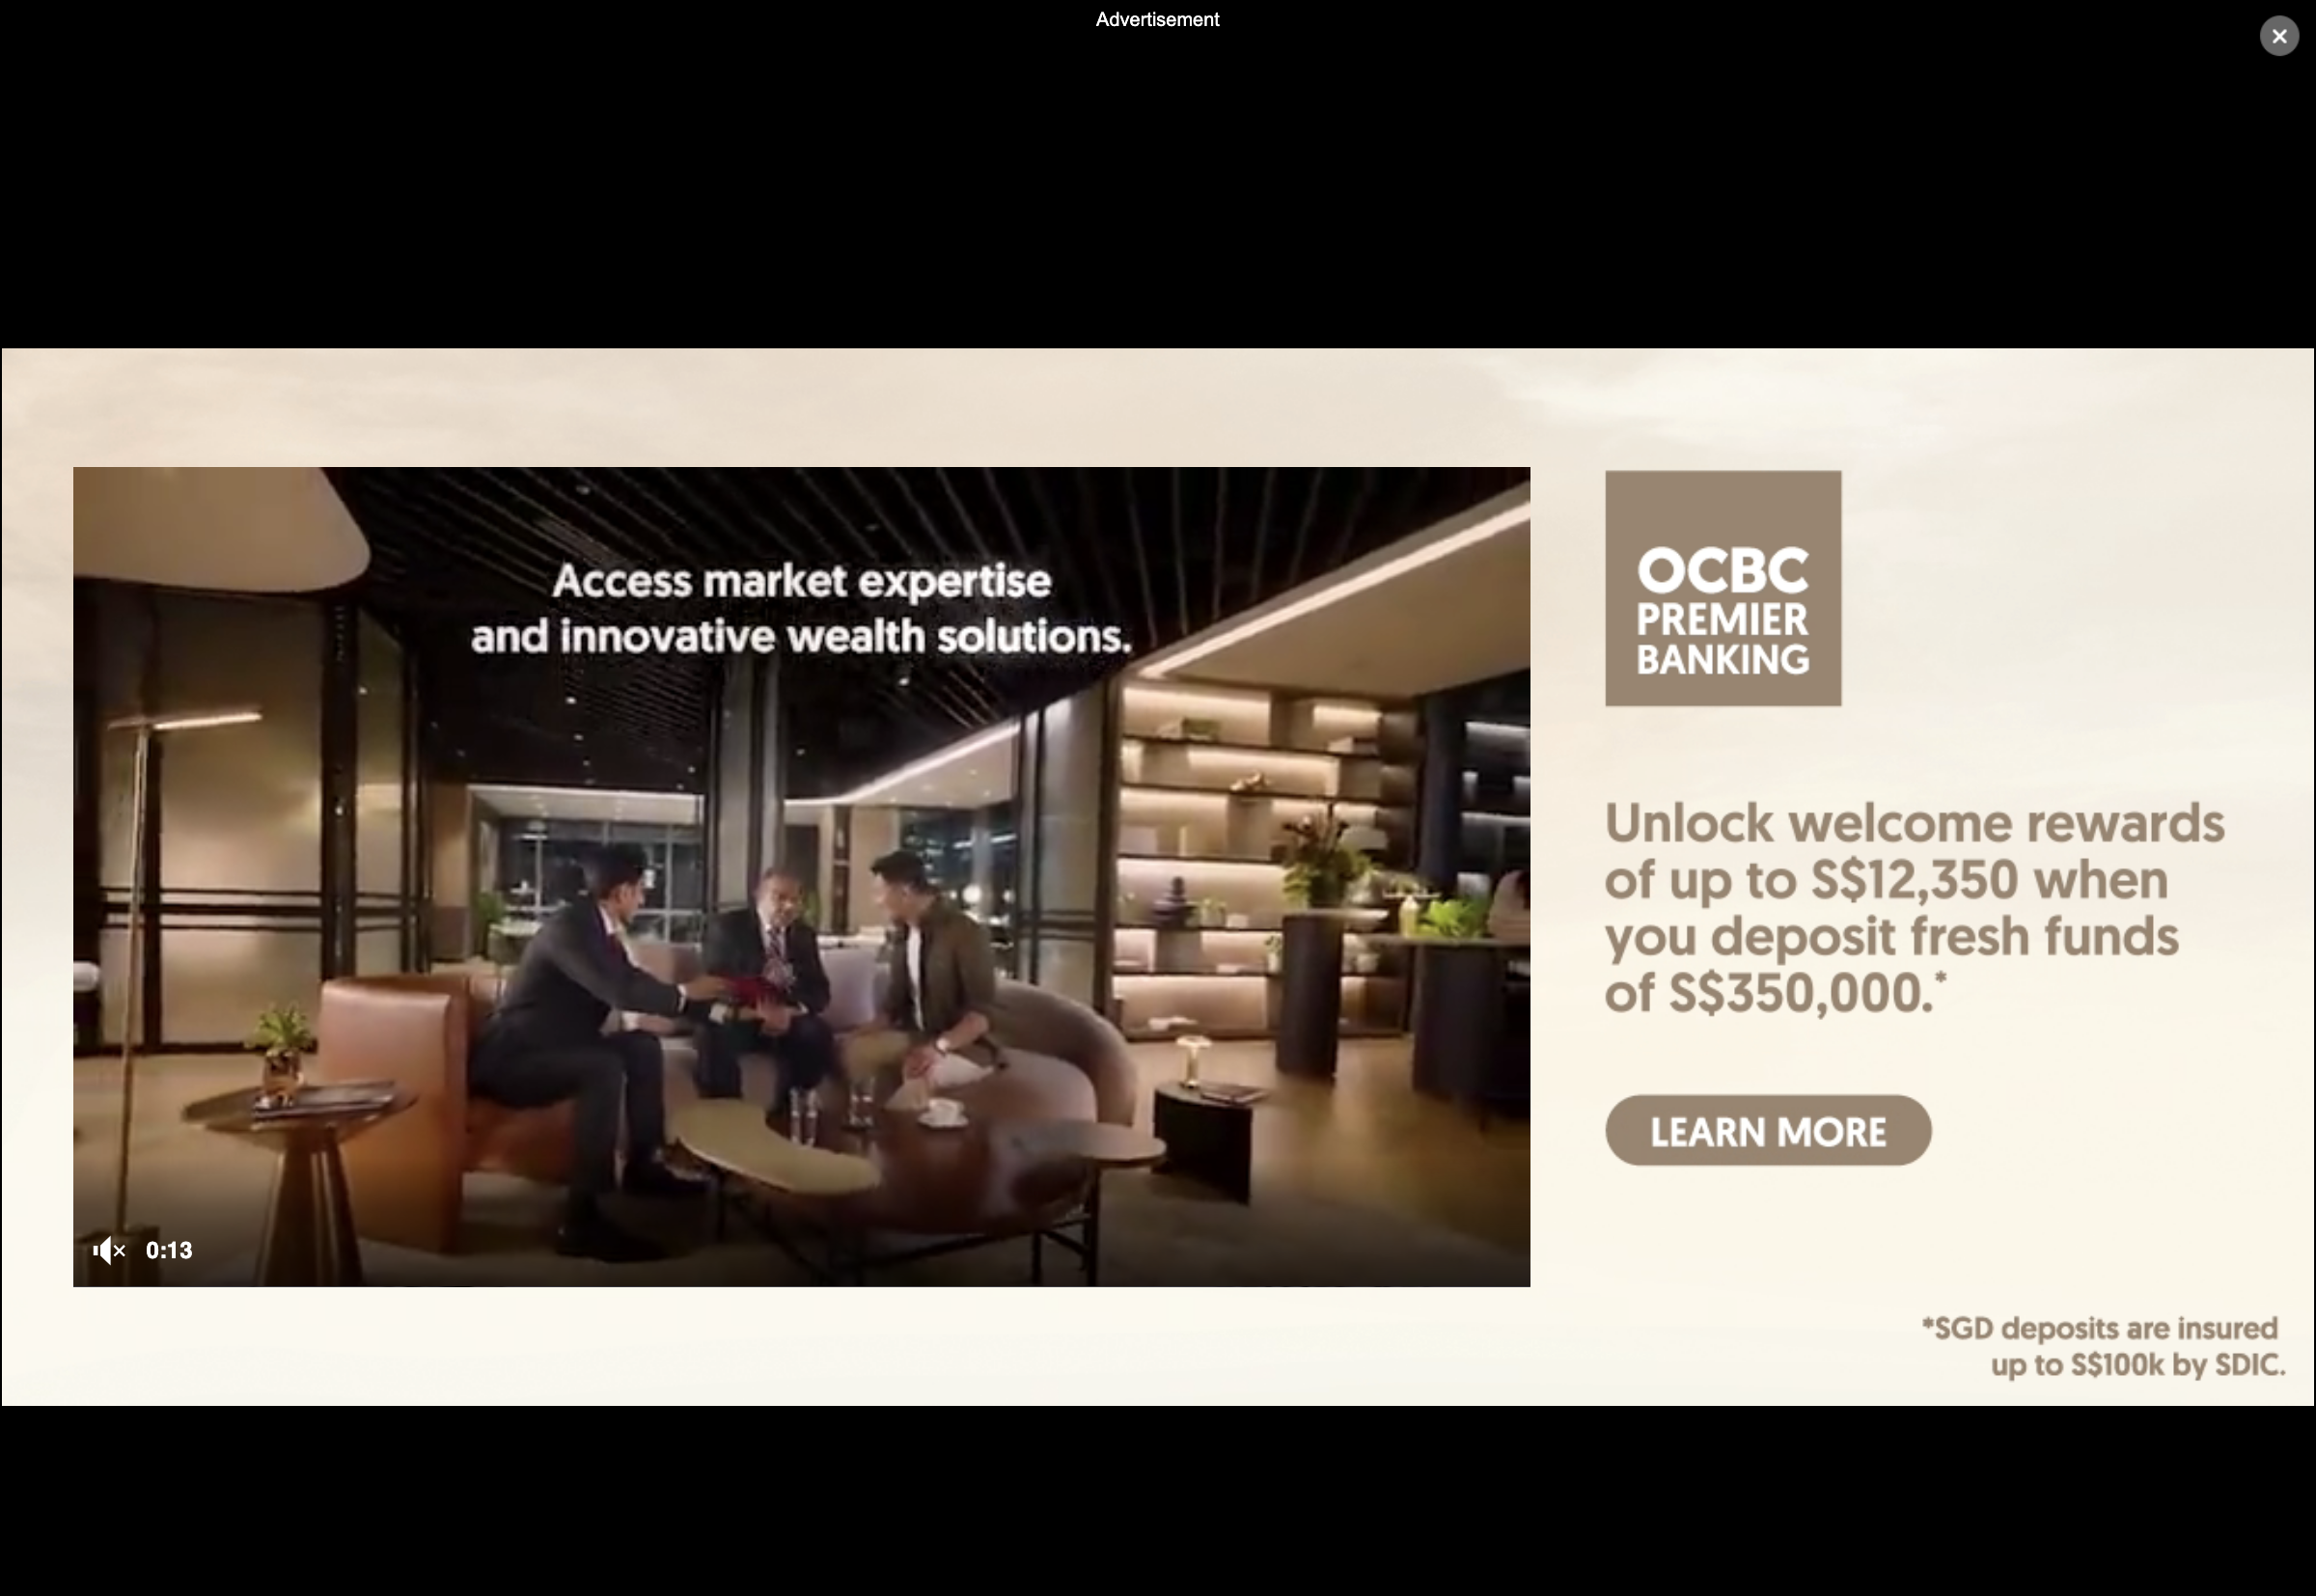 Advertisement
Access market expertise
and innovative wealth solutions.
0:13
OCBC
PREMIER
BANKING
Unlock welcome rewards
of up to S$12,350 when
you deposit fresh funds
of S$350,000.*
LEARN MORE
*SGD deposits are insured
up to S$100k by SDIC.